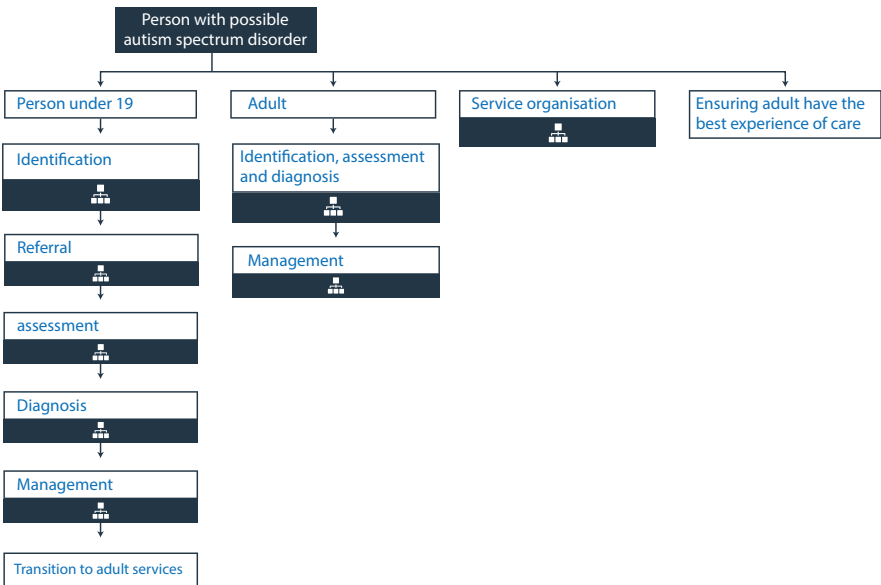 Person with possible
autism spectrum disorder
Person under 19
Adult
Service organisation
Ensuring adult have the
best experience of care
Identification
Identification, assessment
and diagnosis
Referral
Management
assessment
Diagnosis
Management
Transition to adult services